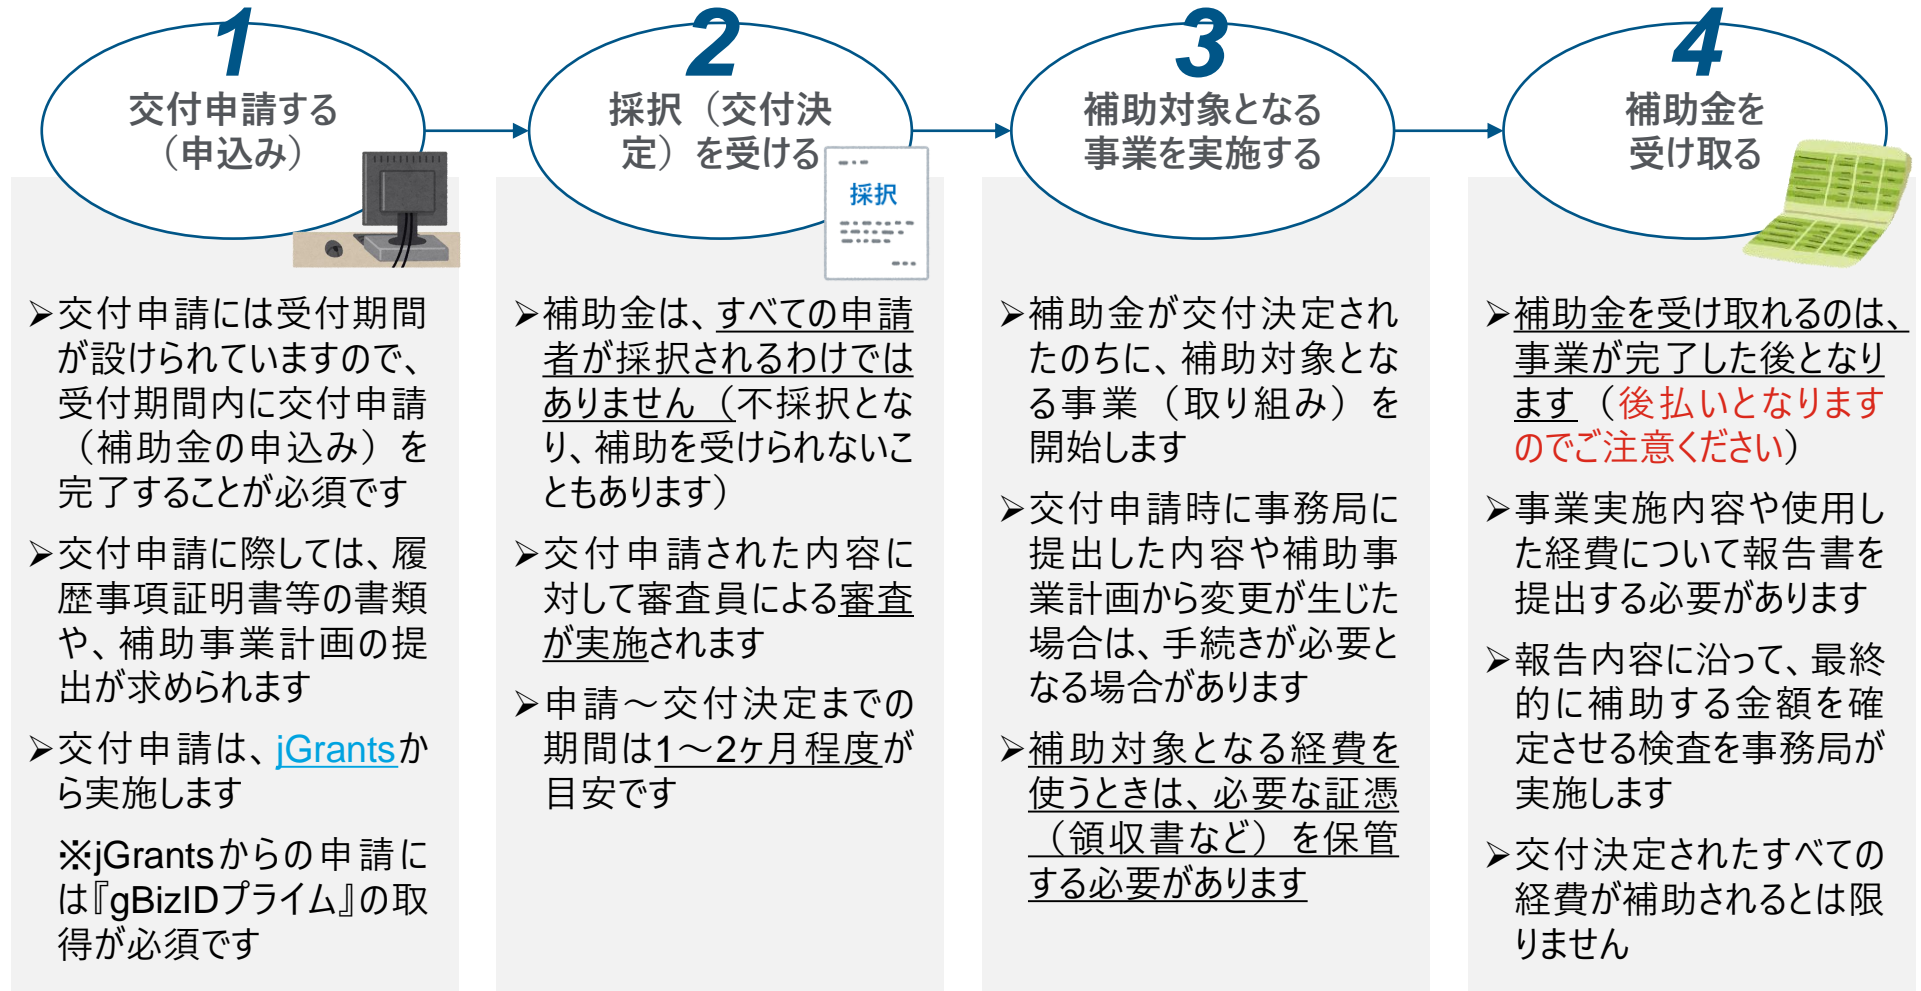 1
交付申請する
（申込み）
➢交付申請には受付期間
が設けられていますので、
受付期間内に交付申請
（補助金の申込み）を
完了することが必須です
➢交付申請に際しては、履
歴事項証明書等の書類
や、補助事業計画の提
出が求められます
➢交付申請は、jGrantsか
ら実施します
※jGrantsからの申請に
は『gBizIDプライム』の取
得が必須です
2
採択（交付決
定）を受ける
採択
➢補助金は、すべての申請
者が採択されるわけでは
ありません（不採択とな
り、補助を受けられないこ
ともあります）
➢交付申請された内容に
対して審査員による審査
が実施されます
➢申請～交付決定までの
期間は1～2ヶ月程度が
目安です
3
補助対象となる
事業を実施する
➢補助金が交付決定され
たのちに、補助対象とな
る事業（取り組み）を
開始します
➢交付申請時に事務局に
提出した内容や補助事
業計画から変更が生じた
場合は、手続きが必要と
なる場合があります
➢補助対象となる経費を
使うときは、必要な証憑
（領収書など）を保管
する必要があります
4
補助金を
受け取る
➢補助金を受け取れるのは、
事業が完了した後となり
ます（後払いとなります
のでご注意ください）
➢事業実施内容や使用し
た経費について報告書を
提出する必要があります
➢報告内容に沿って、最終
的に補助する金額を確
定させる検査を事務局が
実施します
➢交付決定されたすべての
経費が補助されるとは限
りません